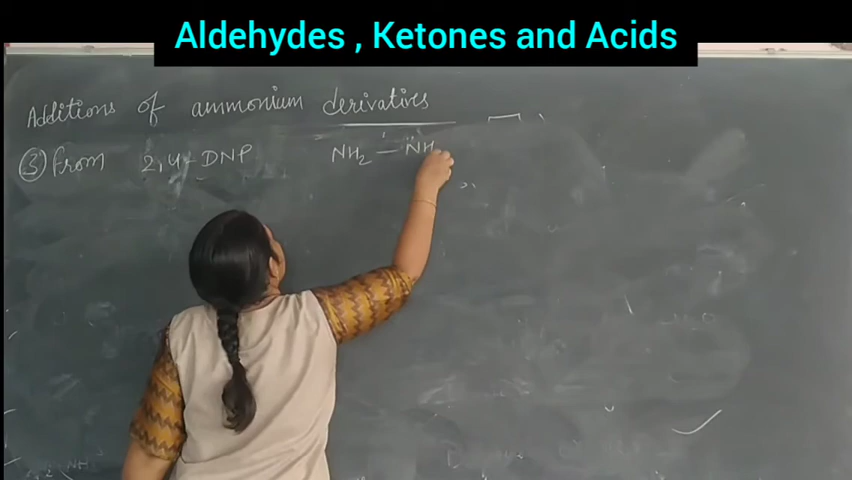 Aldehydes , Ketones and Acids
Additions of ammonium derivatives
③ From 2,4-DNP NH₂ — NH